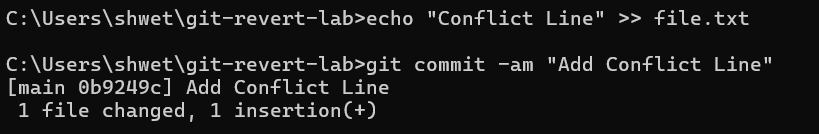 C:\Users\shwet\git-revert-lab>echo "Conflict Line" >> file.txt
C:\Users\shwet\git-revert-lab>git commit -am "Add Conflict Line"
[main 0b9249c] Add Conflict Line
 1 file changed, 1 insertion(+)